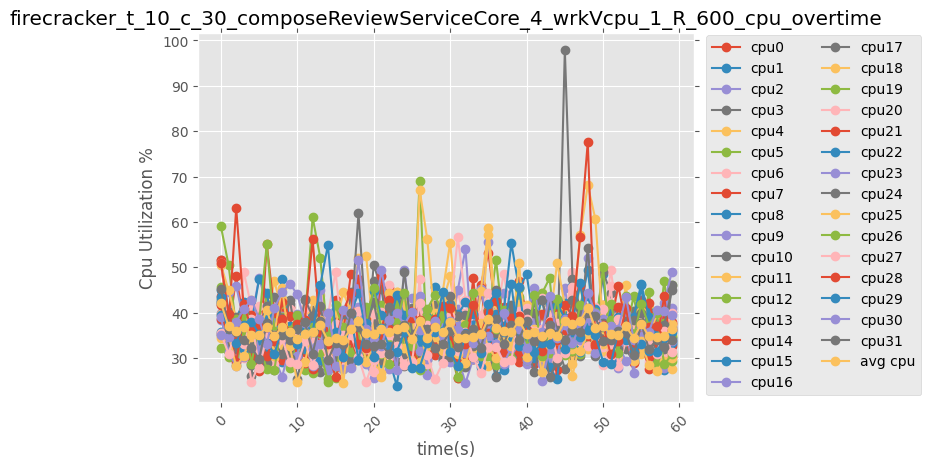 firecracker_t_10_c_30_composeReviewServiceCore_4_wrkVcpu_1_R_600_cpu_overtime
100
90
80
70
60
50
40
30
Cpu Utilization %
0
10
20
30
40
50
60
time(s)
cpu0
cpu1
cpu2
cpu3
cpu4
cpu5
cpu6
cpu7
cpu8
cpu9
cpu10
cpu11
cpu12
cpu13
cpu14
cpu15
cpu16
cpu17
cpu18
cpu19
cpu20
cpu21
cpu22
cpu23
cpu24
cpu25
cpu26
cpu27
cpu28
cpu29
cpu30
cpu31
avg cpu